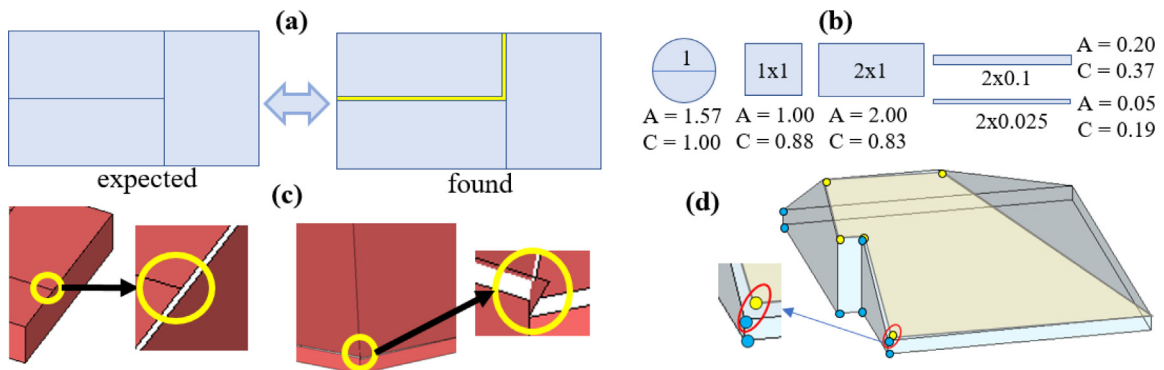 (a)
expected
found
(b)
1
1x1
2x1
2x0.1
2x0.025
A = 1.57
C = 1.00
A = 1.00
C = 0.88
A = 2.00
C = 0.83
A = 0.20
C = 0.37
A = 0.05
C = 0.19
(c)
(d)